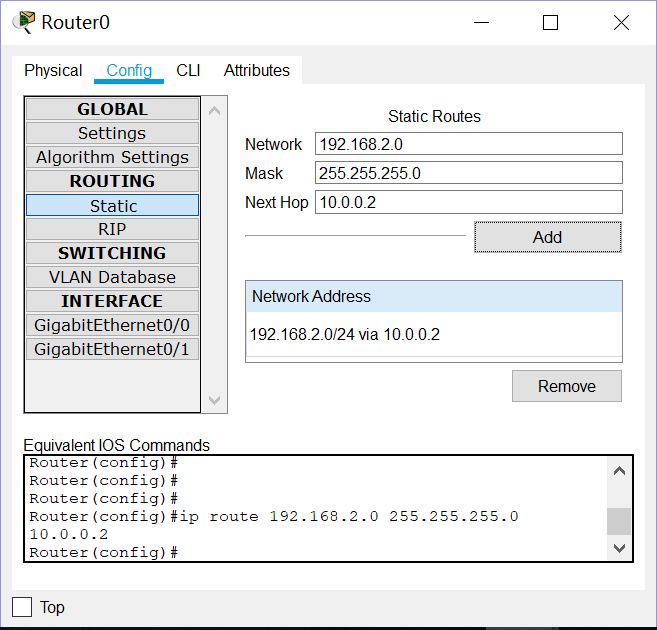 Router0
Physical Config CLI Attributes
GLOBAL
Settings
Algorithm Settings
ROUTING
Static
RIP
SWITCHING
VLAN Database
INTERFACE
GigabitEthernet0/0
GigabitEthernet0/1
Static Routes
Network 192.168.2.0
Mask 255.255.255.0
Next Hop 10.0.0.2
Add
Network Address
192.168.2.0/24 via 10.0.0.2
Remove
Equivalent IOS Commands
Router(config)#
Router(config)#
Router(config)#
Router(config)#ip route 192.168.2.0 255.255.255.0
10.0.0.2
Router(config)#
Top